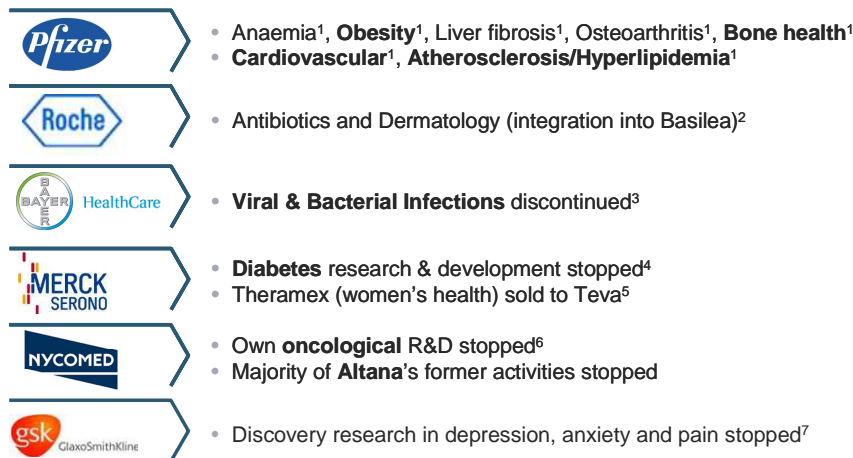 Pfizer
• Anaemia¹, Obesity¹, Liver fibrosis¹, Osteoarthritis¹, Bone health¹
• Cardiovascular¹, Atherosclerosis/Hyperlipidemia¹
Roche
• Antibiotics and Dermatology (integration into Basilea)²
BAYER
BAYER
HealthCare
• Viral & Bacterial Infections discontinued³
MERCK
SERONO
• Diabetes research & development stopped⁴
• Theramex (women's health) sold to Teva⁵
NYCOMED
• Own oncological R&D stopped⁶
• Majority of Altana's former activities stopped
gsk
GlaxoSmithKline
• Discovery research in depression, anxiety and pain stopped⁷